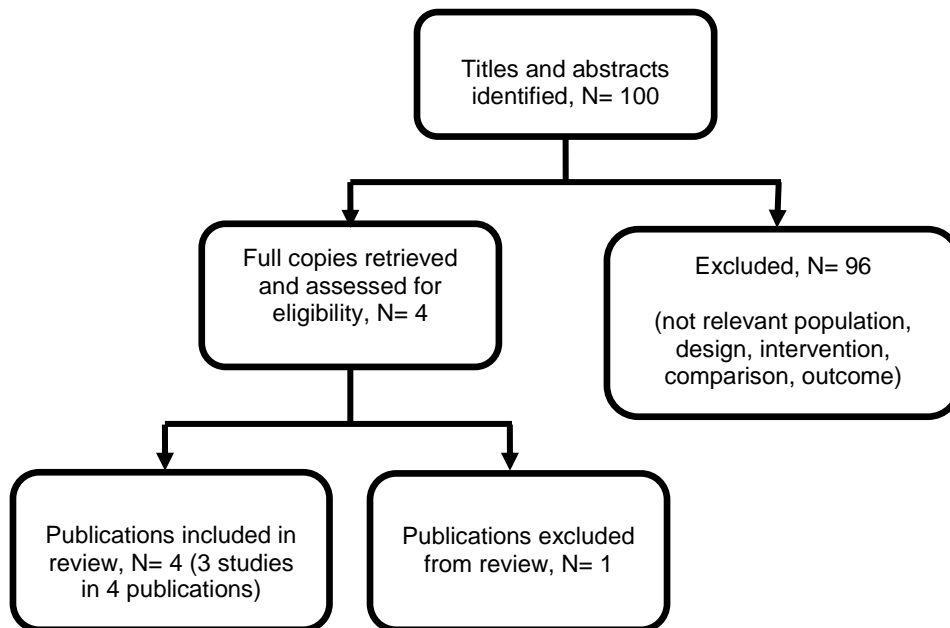 Titles and abstracts
identified, N= 100
Full copies retrieved
and assessed for
eligibility, N= 4
Excluded, N= 96
(not relevant population,
design, intervention,
comparison, outcome)
Publications included in
review, N= 4 (3 studies
in 4 publications)
Publications excluded
from review, N= 1